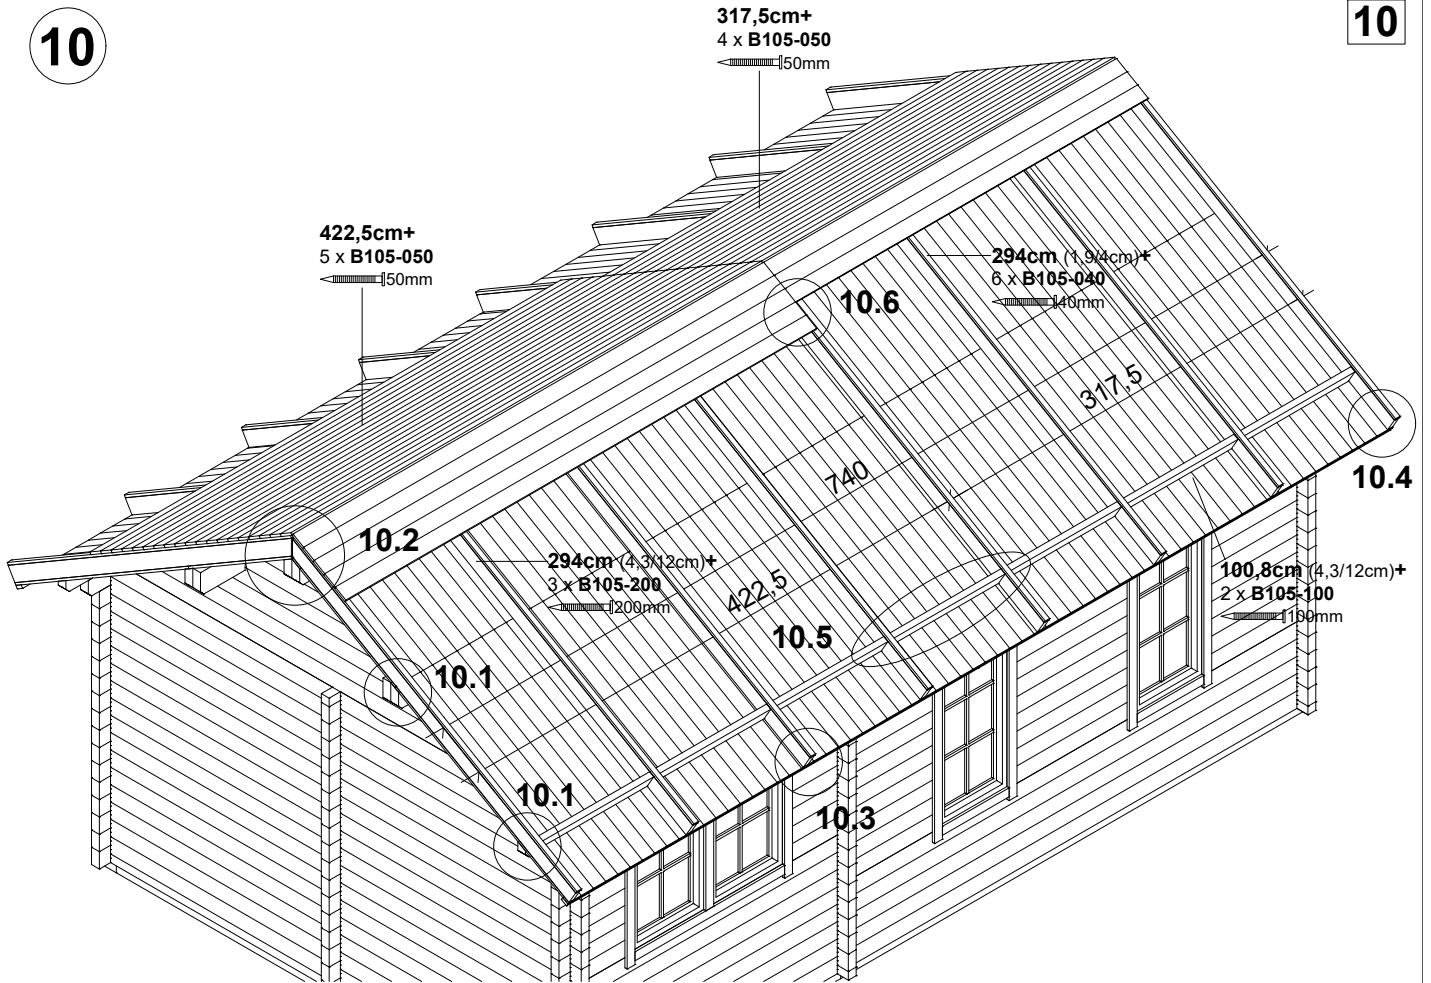 10
317,5cm+
4 x B105-050
50mm
10
422,5cm+
5 x B105-050
50mm
294cm (1,9/4cm)+
6 x B105-040
40mm
10.6
317,5
10.4
740
10.2
294cm (4,3/12cm)+
3 x B105-200
200mm
422,5
100,8cm (4,3/12cm)+
2 x B105-100
100mm
10.5
10.1
10.1
10.3